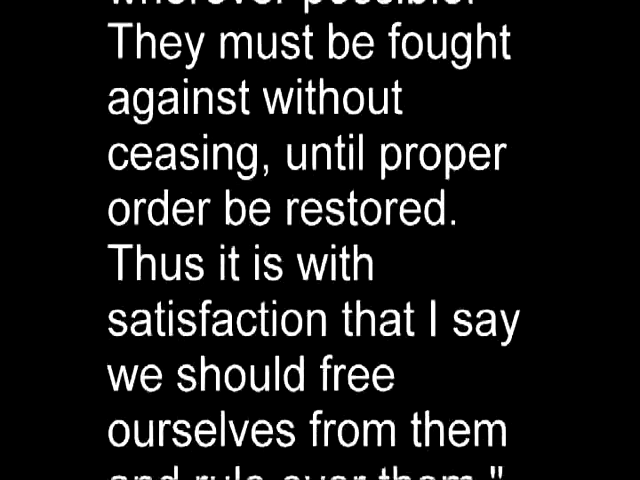 wherever possible.
They must be fought
against without
ceasing, until proper
order be restored.
Thus it is with
satisfaction that I say
we should free
ourselves from them
and rule over them."